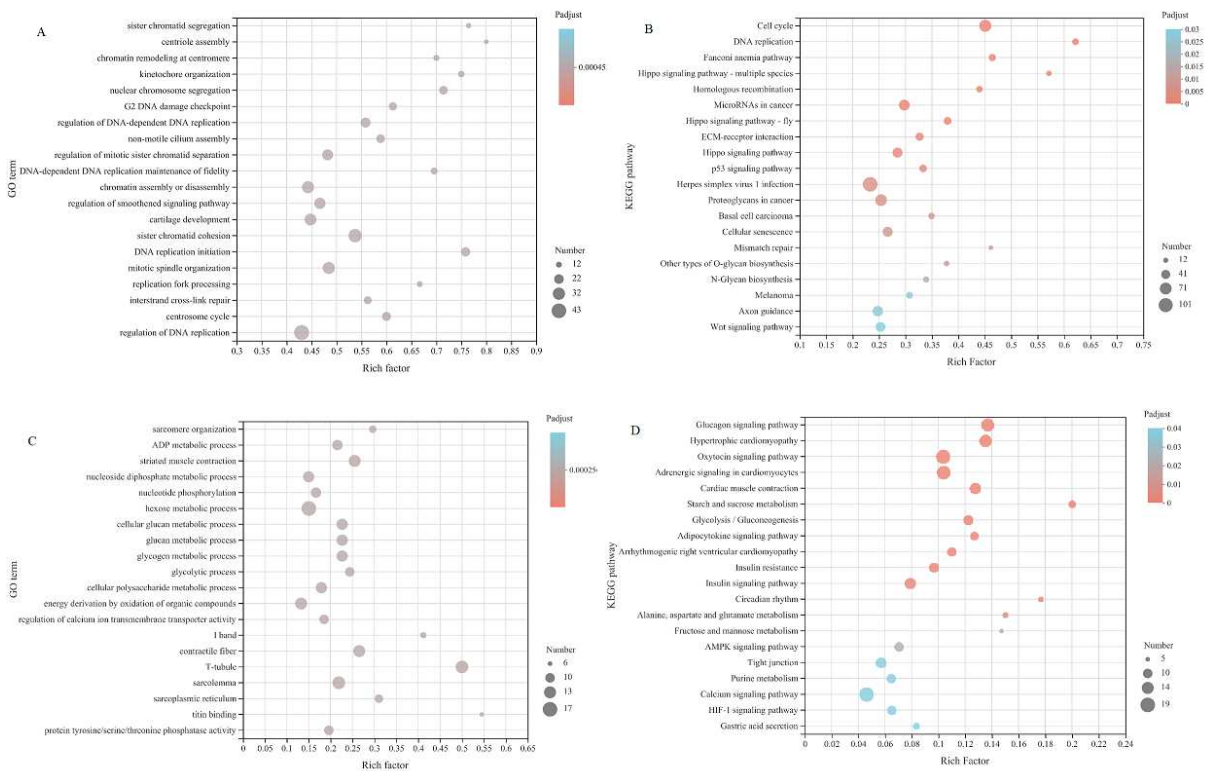 A
GO term
sister chromatid segregation
centriole assembly
chromatin remodeling at centromere
kinetochore organization
nuclear chromosome segregation
G2 DNA damage checkpoint
regulation of DNA-dependent DNA replication
non-motile cilium assembly
regulation of mitotic sister chromatid separation
DNA-dependent DNA replication maintenance of fidelity
chromatin assembly or disassembly
regulation of smoothened signaling pathway
cartilage development
sister chromatid cohesion
DNA replication initiation
mitotic spindle organization
replication fork processing
interstrand cross-link repair
centrosome cycle
regulation of DNA replication
0.3 0.35 0.4 0.45 0.5 0.55 0.6 0.65 0.7 0.75 0.8 0.85 0.9
Rich factor
Padjust
0.00045
Number
12
22
32
43
B
KEGG pathway
Cell cycle
DNA replication
Fanconi anemia pathway
Hippo signaling pathway - multiple species
Homologous recombination
MicroRNAs in cancer
Hippo signaling pathway - fly
ECM-receptor interaction
Hippo signaling pathway
p53 signaling pathway
Herpes simplex virus 1 infection
Proteoglycans in cancer
Basal cell carcinoma
Cellular senescence
Mismatch repair
Other types of O-glycan biosynthesis
N-Glycan biosynthesis
Melanoma
Axon guidance
Wnt signaling pathway
0.1 0.15 0.2 0.25 0.3 0.35 0.4 0.45 0.5 0.55 0.6 0.65 0.7 0.75
Rich Factor
Padjust
0.03
0.025
0.02
0.015
0.01
0.005
0
Number
12
41
71
101
C
GO term
sarcomere organization
ADP metabolic process
striated muscle contraction
nucleoside diphosphate metabolic process
nucleotide phosphorylation
hexose metabolic process
cellular glucan metabolic process
glucan metabolic process
glycogen metabolic process
glycolytic process
cellular polysaccharide metabolic process
energy derivation by oxidation of organic compounds
regulation of calcium ion transmembrane transporter activity
I band
contractile fiber
T-tubule
sarcolemma
sarcoplasmic reticulum
titin binding
protein tyrosine/serine/threonine phosphatase activity
0 0.05 0.1 0.15 0.2 0.25 0.3 0.35 0.4 0.45 0.5 0.55 0.6 0.65
Rich factor
Padjust
0.00025
Number
6
10
13
17
D
KEGG pathway
Glucagon signaling pathway
Hypertrophic cardiomyopathy
Oxytocin signaling pathway
Adrenergic signaling in cardiomyocytes
Cardiac muscle contraction
Starch and sucrose metabolism
Glycolysis / Gluconeogenesis
Adipocytokine signaling pathway
Arrhythmogenic right ventricular cardiomyopathy
Insulin resistance
Insulin signaling pathway
Circadian rhythm
Alanine, aspartate and glutamate metabolism
Fructose and mannose metabolism
AMPK signaling pathway
Tight junction
Purine metabolism
Calcium signaling pathway
HIF-1 signaling pathway
Gastric acid secretion
0 0.02 0.04 0.06 0.08 0.1 0.12 0.14 0.16 0.18 0.2 0.22 0.24
Rich Factor
Padjust
0.04
0.03
0.02
0.01
0
Number
5
10
14
19